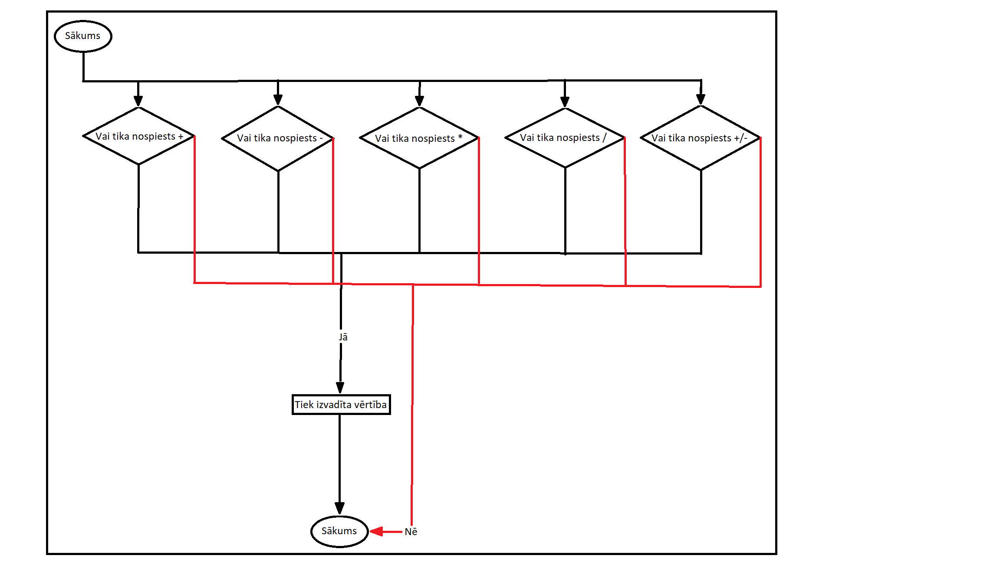 Sākums
Vai tika nospiests +
Vai tika nospiests -
Vai tika nospiests *
Vai tika nospiests /
Vai tika nospiests +/-
Jā
Tiek izvadīta vērtība
Sākums
Nē